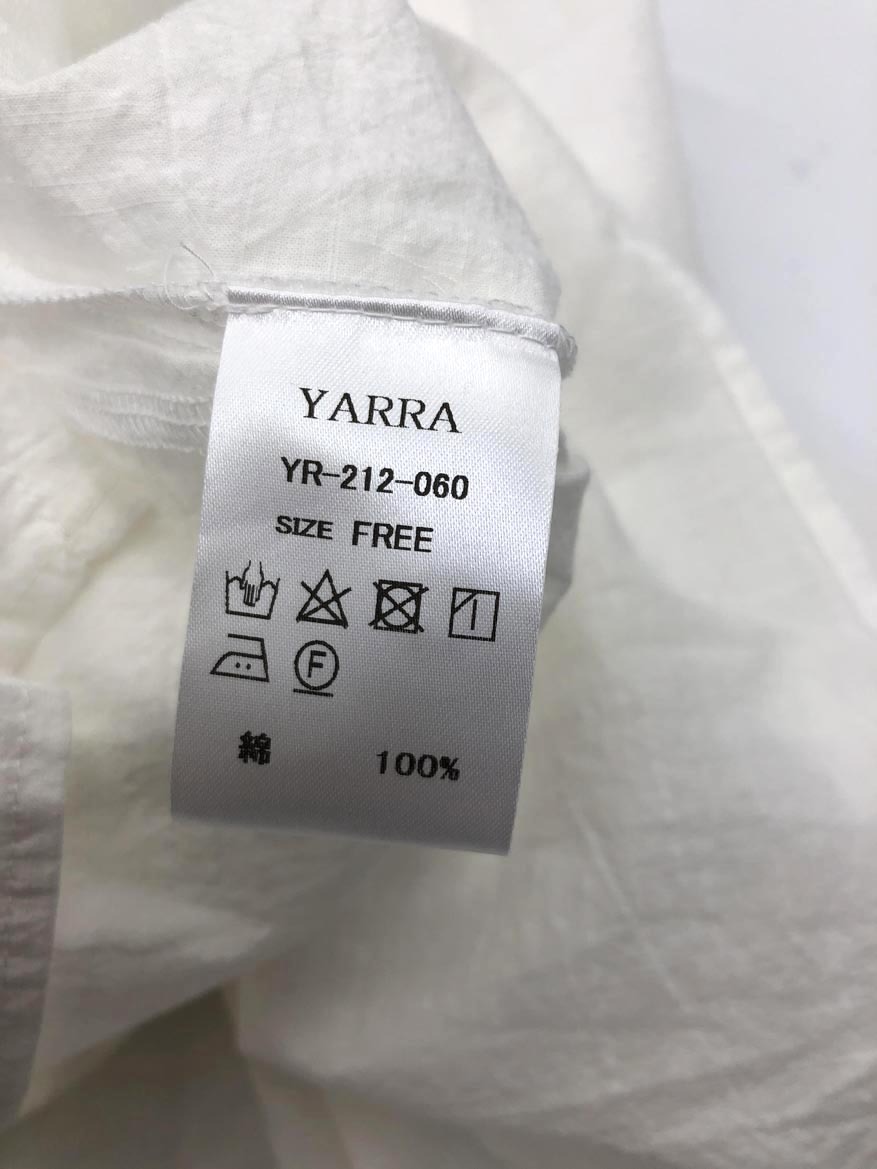 YARRA
YR-212-060
SIZE FREE
F
綿 100%